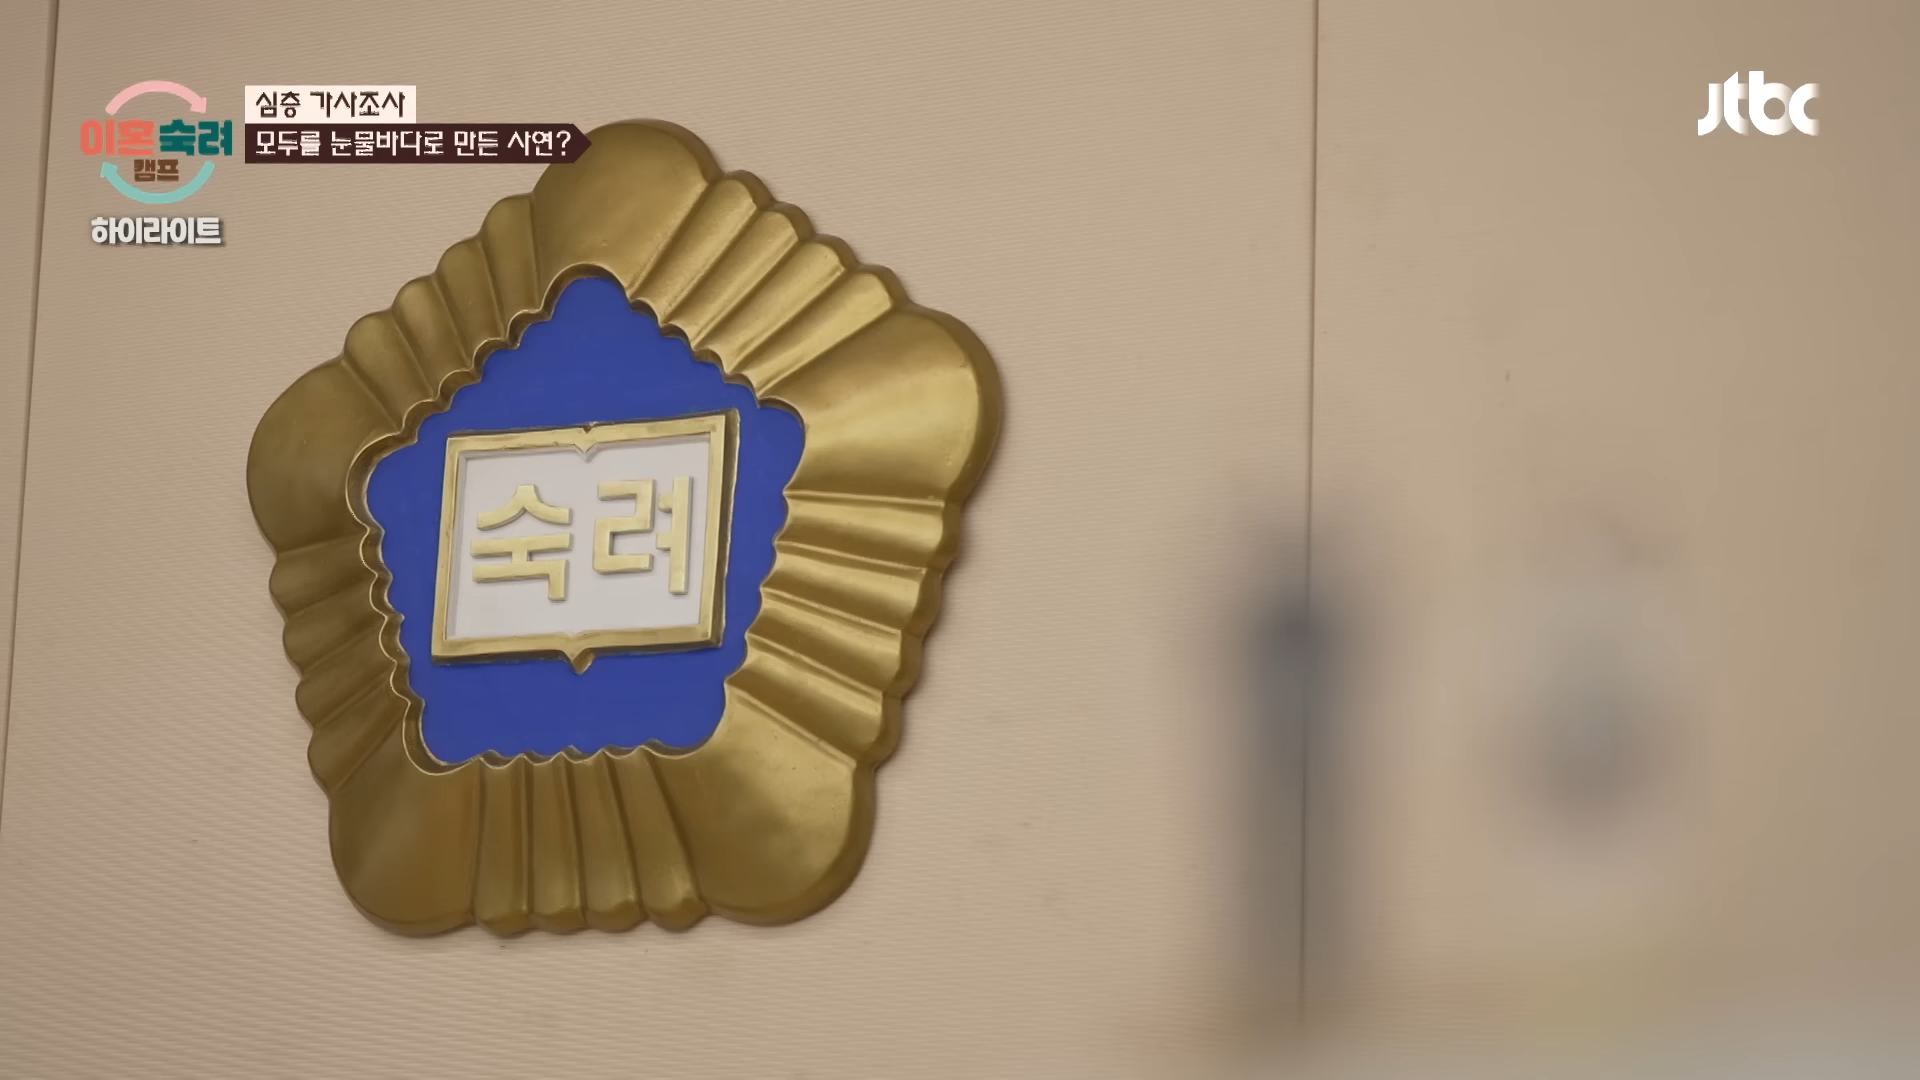 심층 가사조사
모두를 눈물바다로 만든 사연?
이혼숙려
캠프
하이라이트
jtbc
숙려